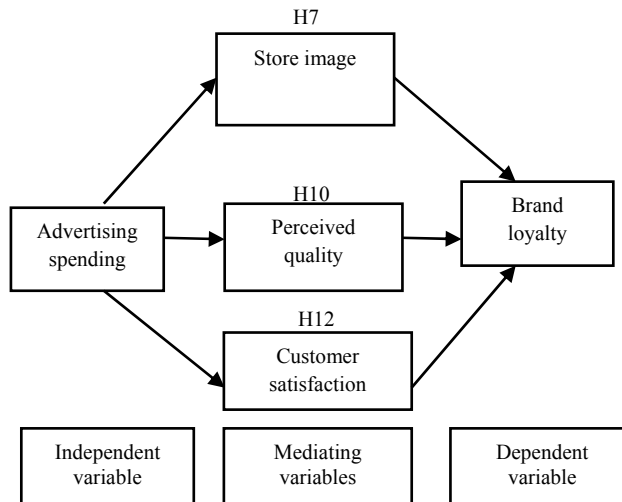 H7
Store image
H10
Advertising
spending
Perceived
quality
Brand
loyalty
H12
Customer
satisfaction
Independent
variable
Mediating
variables
Dependent
variable